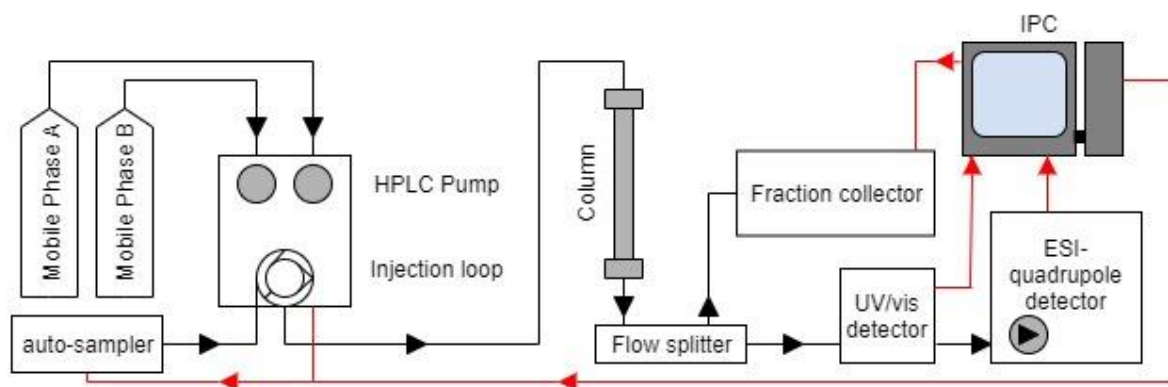 IPC
Mobile Phase A
Mobile Phase B
HPLC Pump
Column
Fraction collector
Injection loop
ESI-
quadrupole
detector
UV/vis
detector
auto-sampler
Flow splitter